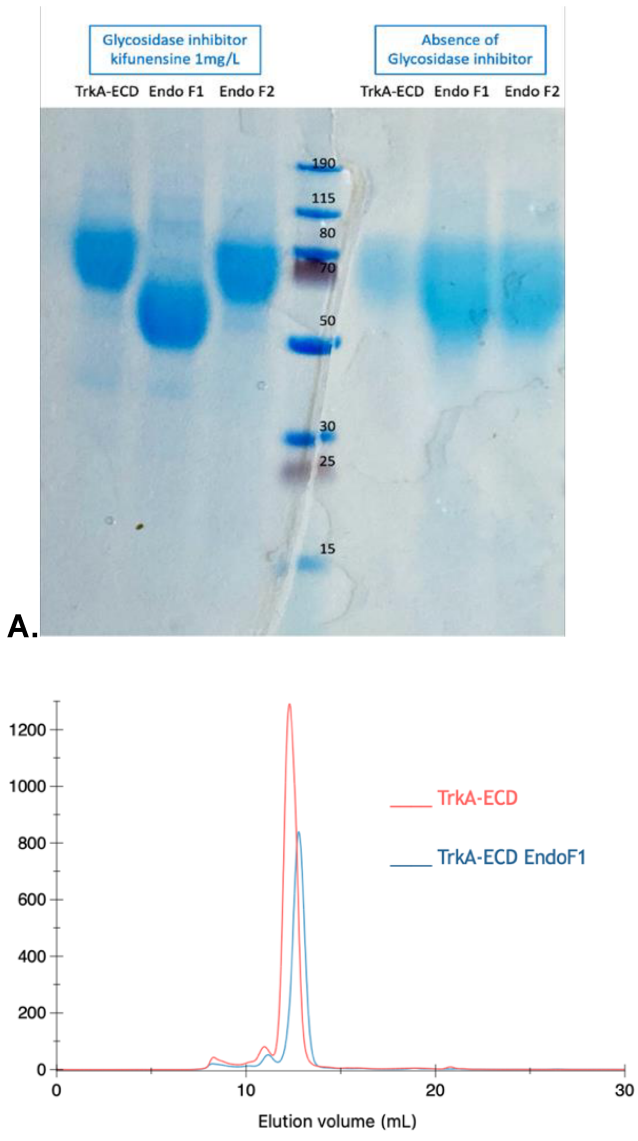 Glycosidase inhibitor
kifunensine 1mg/L
Absence of
Glycosidase inhibitor
TrkA-ECD Endo F1 Endo F2
TrkA-ECD Endo F1 Endo F2
190
115
80
70
50
30
25
15
A.
1200
1000
800
600
400
200
0
TrkA-ECD
TrkA-ECD EndoF1
0 10 20 30
Elution volume (mL)